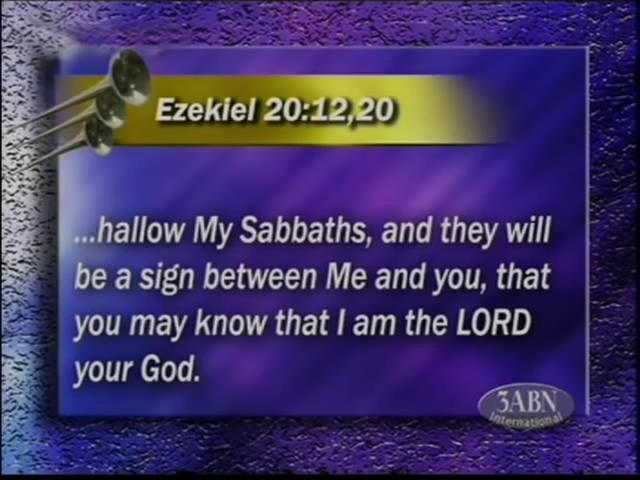 Ezekiel 20:12,20
...hallow My Sabbaths, and they will
be a sign between Me and you, that
you may know that I am the LORD
your God.
3ABN
International